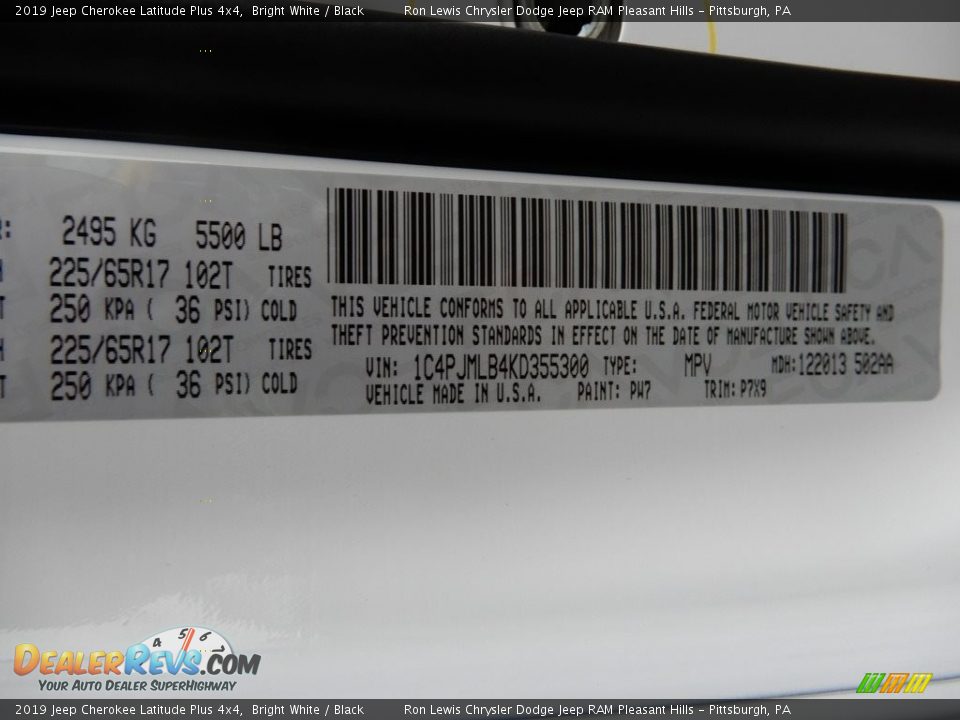 2019 Jeep Cherokee Latitude Plus 4x4, Bright White / Black Ron Lewis Chrysler Dodge Jeep RAM Pleasant Hills - Pittsburgh, PA
2495 KG 5500 LB
225/65R17 102T TIRES
250 KPA ( 36 PSI) COLD
225/65R17 102T TIRES
250 KPA ( 36 PSI) COLD
THIS VEHICLE CONFORMS TO ALL APPLICABLE U.S.A. FEDERAL MOTOR VEHICLE SAFETY AND
THEFT PREVENTION STANDARDS IN EFFECT ON THE DATE OF MANUFACTURE SHOWN ABOVE.
VIN: 1C4PJMLB4KD355300 TYPE: MPV MDH:122013 502AA
VEHICLE MADE IN U.S.A. PAINT: PW7 TRIM: P7X9
4 5 6 7
DEALERREVS.COM
YOUR AUTO DEALER SUPERHIGHWAY
2019 Jeep Cherokee Latitude Plus 4x4, Bright White / Black Ron Lewis Chrysler Dodge Jeep RAM Pleasant Hills - Pittsburgh, PA